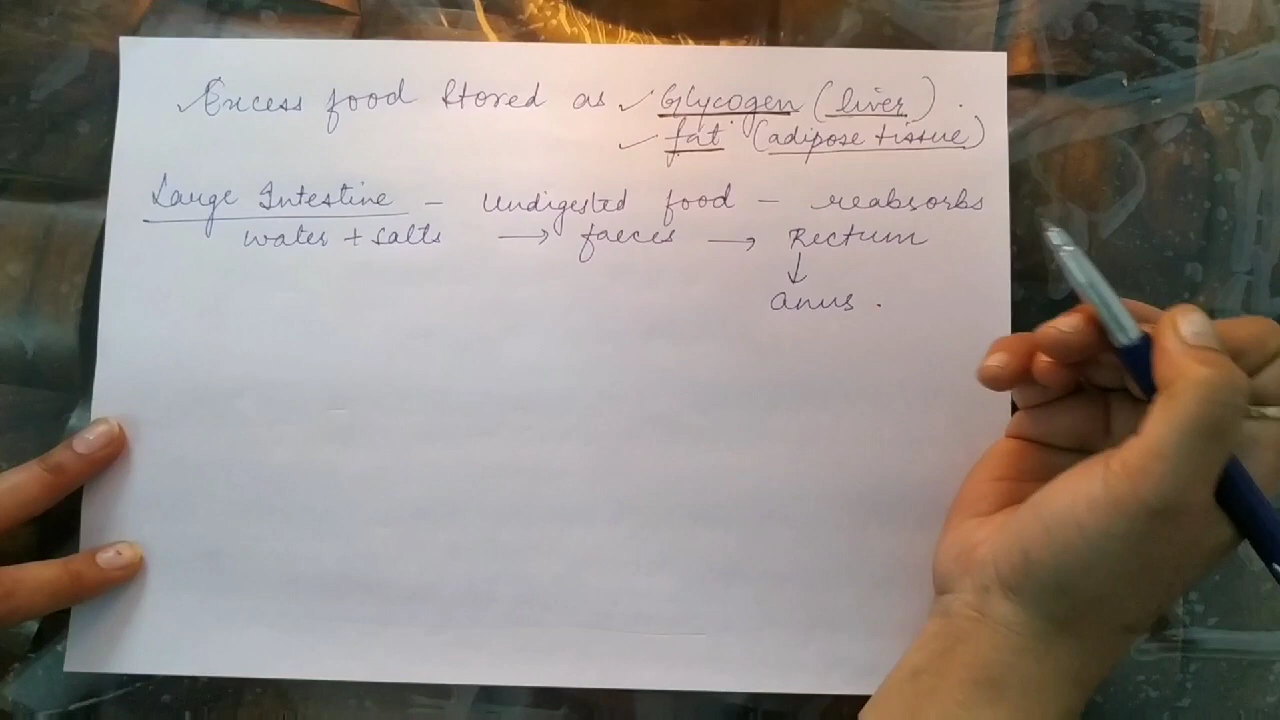 ✓ Excess food stored as ✓ Glycogen (liver).
✓ fat (adipose tissue)
Large Intestine – Undigested food – reabsorbs
water + salts → faeces → Rectum
↓
anus.